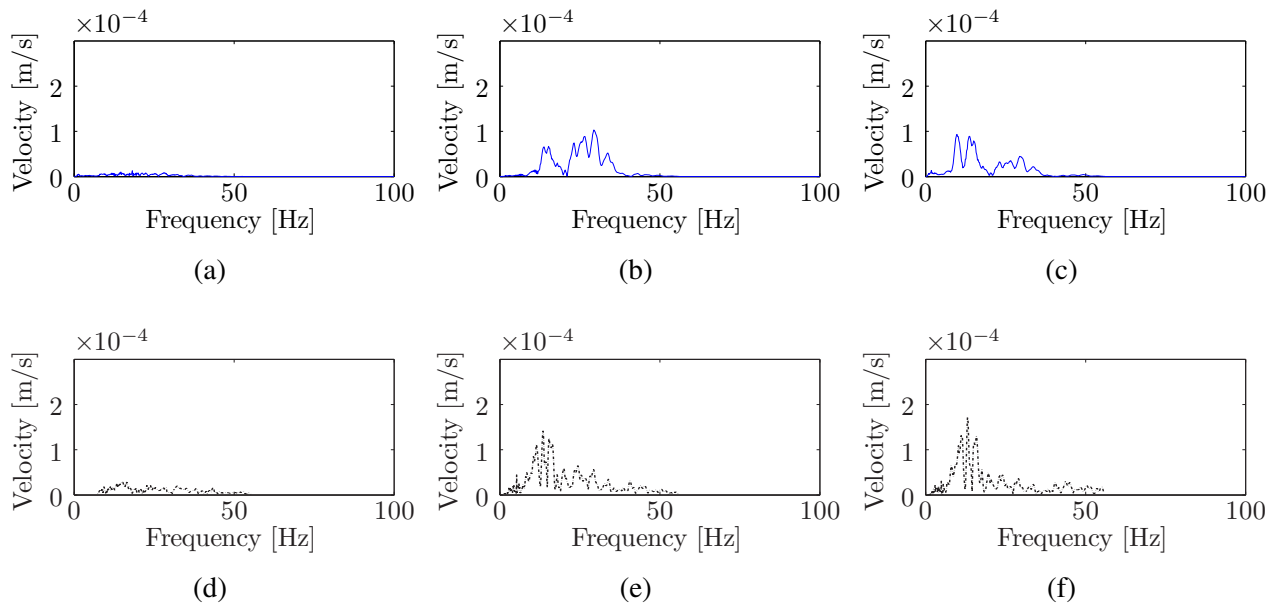 ×10⁻⁴ ×10⁻⁴ ×10⁻⁴
Velocity [m/s] Velocity [m/s] Velocity [m/s]
2 2 2
1 1 1
0 0 0
0 50 100 0 50 100 0 50 100
Frequency [Hz] Frequency [Hz] Frequency [Hz]
(a) (b) (c)
×10⁻⁴ ×10⁻⁴ ×10⁻⁴
Velocity [m/s] Velocity [m/s] Velocity [m/s]
2 2 2
1 1 1
0 0 0
0 50 100 0 50 100 0 50 100
Frequency [Hz] Frequency [Hz] Frequency [Hz]
(d) (e) (f)